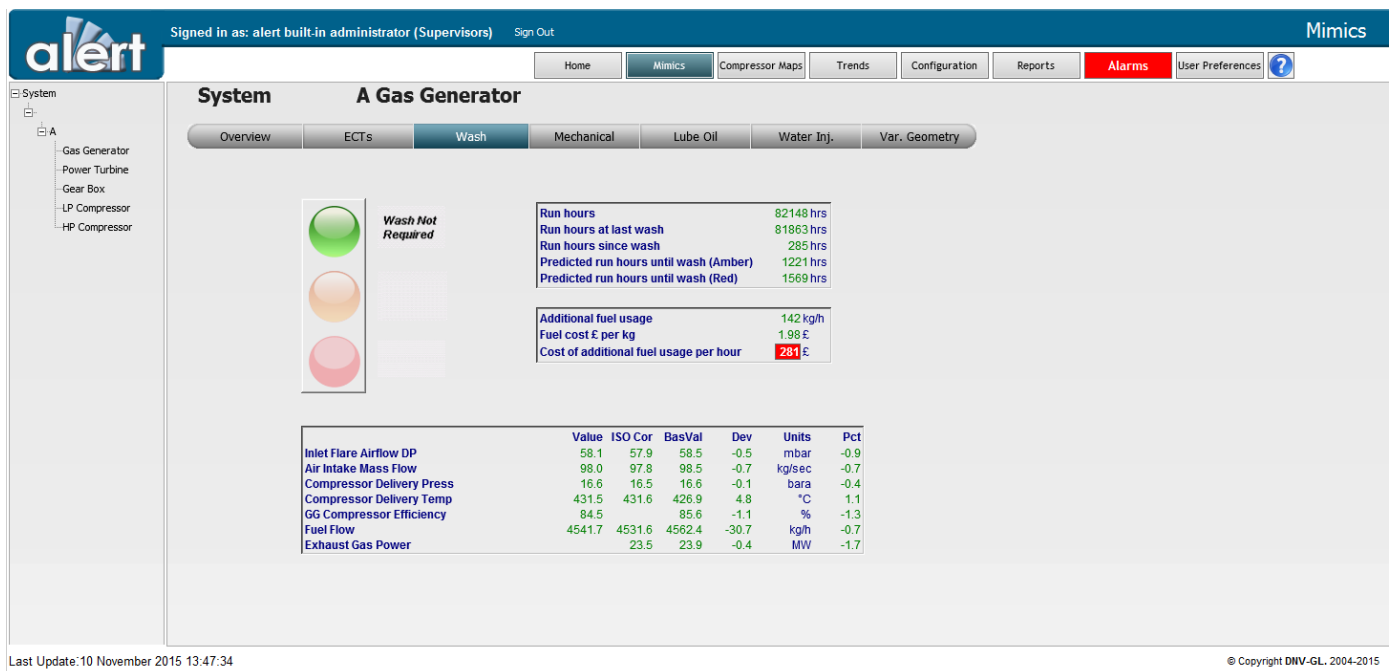 alert
Signed in as: alert built-in administrator (Supervisors) Sign Out Mimics
Home Mimics Compressor Maps Trends Configuration Reports Alarms User Preferences ?
System
A
Gas Generator
Power Turbine
Gear Box
LP Compressor
HP Compressor
System A Gas Generator
Overview ECTs Wash Mechanical Lube Oil Water Inj. Var. Geometry
Wash Not
Required
Run hours 82148 hrs
Run hours at last wash 81863 hrs
Run hours since wash 285 hrs
Predicted run hours until wash (Amber) 1221 hrs
Predicted run hours until wash (Red) 1569 hrs
Additional fuel usage 142 kg/h
Fuel cost £ per kg 1.98 £
Cost of additional fuel usage per hour 281 £
Value ISO Cor BasVal Dev Units Pct
Inlet Flare Airflow DP 58.1 57.9 58.5 -0.5 mbar -0.9
Air Intake Mass Flow 98.0 97.8 98.5 -0.7 kg/sec -0.7
Compressor Delivery Press 16.6 16.5 16.6 -0.1 bara -0.4
Compressor Delivery Temp 431.5 431.6 426.9 4.8 °C 1.1
GG Compressor Efficiency 84.5 85.6 -1.1 % -1.3
Fuel Flow 4541.7 4531.6 4562.4 -30.7 kg/h -0.7
Exhaust Gas Power 23.5 23.9 -0.4 MW -1.7
Last Update:10 November 2015 13:47:34
© Copyright DNV-GL. 2004-2015